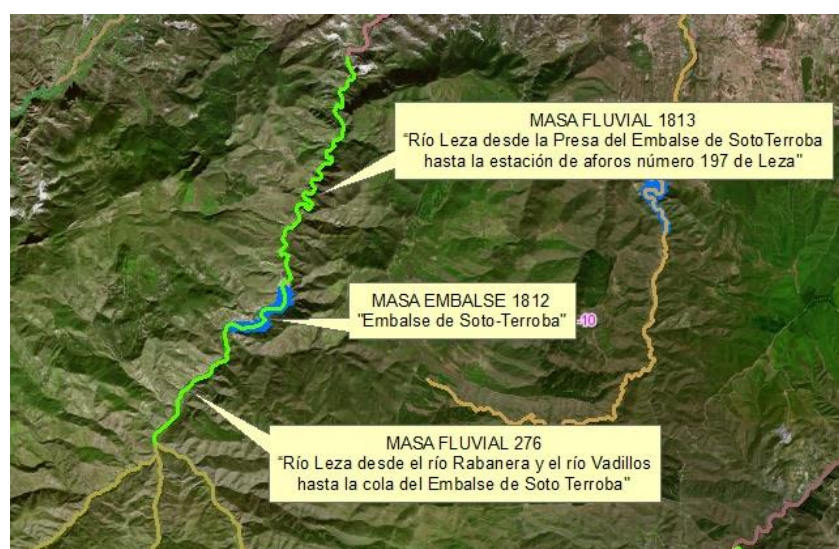 MASA FLUVIAL 1813
“Río Leza desde la Presa del Embalse de SotoTerroba
hasta la estación de aforos número 197 de Leza”
MASA EMBALSE 1812
"Embalse de Soto-Terroba"
-10
MASA FLUVIAL 276
“Río Leza desde el río Rabanera y el río Vadillos
hasta la cola del Embalse de Soto Terroba”